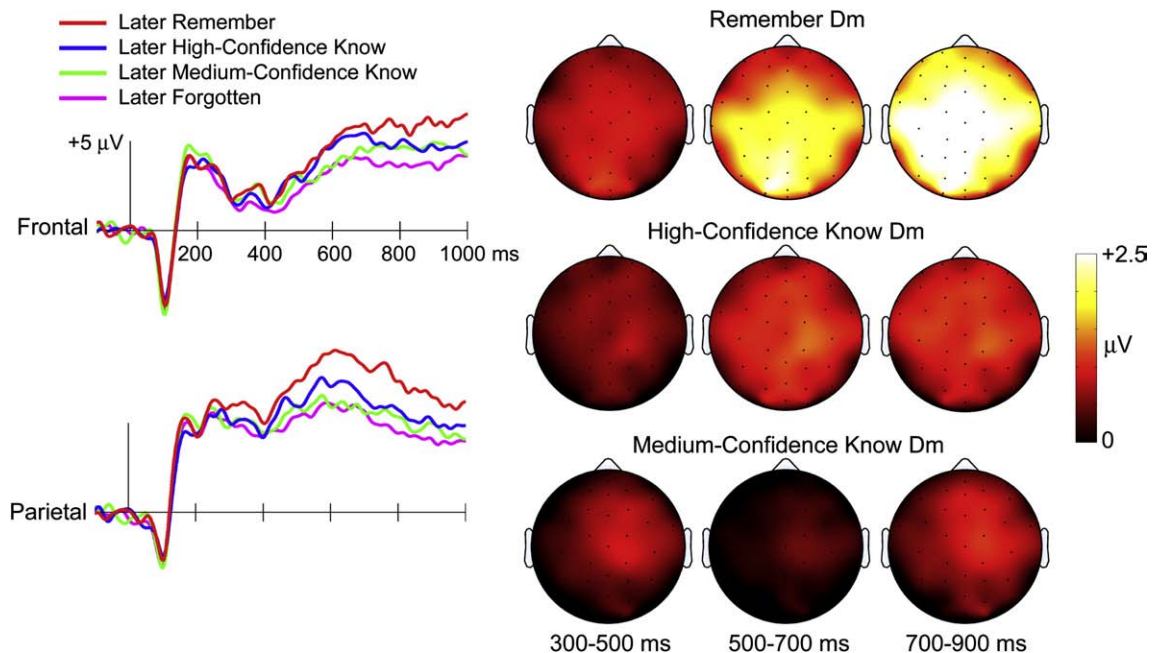 Later Remember
Later High-Confidence Know
Later Medium-Confidence Know
Later Forgotten
+5 μV
Frontal
200 400 600 800 1000 ms
Parietal
Remember Dm
High-Confidence Know Dm
Medium-Confidence Know Dm
300-500 ms 500-700 ms 700-900 ms
+2.5
μV
0